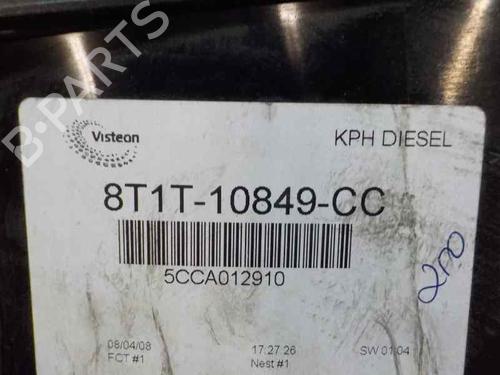 B-PARTS
Visteon
KPH DIESEL
8T1T-10849-CC
5CCA012910
200
08/04/08 17:27:26 SW 01.04
FCT #1 Nest #1